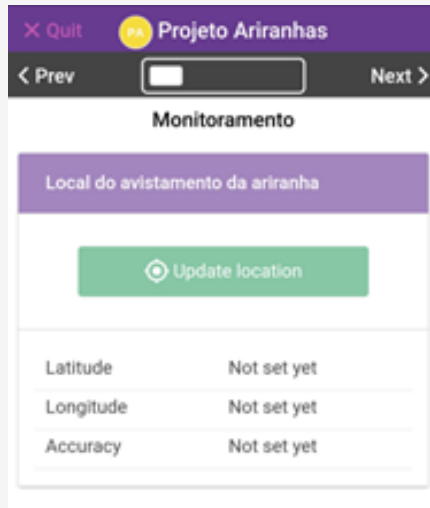 × Quit PA Projeto Ariranhas
< Prev Next >
Monitoramento
Local do avistamento da ariranha
Update location
Latitude Not set yet
Longitude Not set yet
Accuracy Not set yet